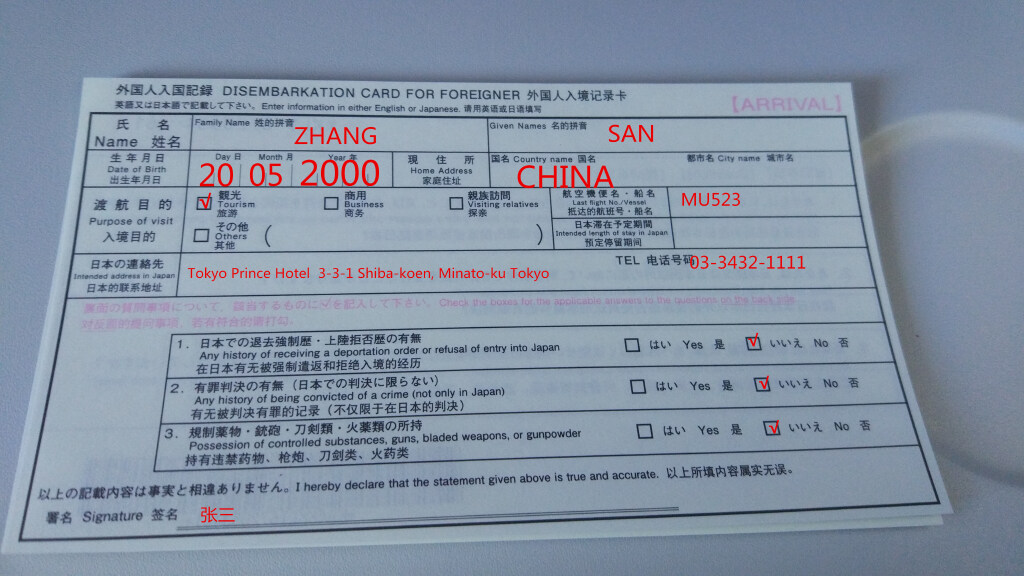 外国人入国記録 DISEMBARKATION CARD FOR FOREIGNER 外国人入境记录卡
英語又は日本語で記載して下さい。Enter information in either English or Japanese. 请用英语或日语填写
【ARRIVAL】
氏 名
Name 姓名
Family Name 姓的拼音
ZHANG
Given Names 名的拼音
SAN
生年月日
Date of Birth
出生年月日
Day 日 Month 月 Year 年
20 05 2000
現住所
Home Address
家庭住址
国名 Country name 国名
都市名 City name 城市名
CHINA
渡航目的
Purpose of visit
入境目的
√
観光
Tourism
旅游
商用
Business
商务
親族訪問
Visiting relatives
探亲
その他
Others
其他
( )
航空機便名・船名
Last flight No./Vessel
抵达的航班号・船名
MU523
日本滞在予定期間
Intended length of stay in Japan
预定停留期间
日本の連絡先
Intended address in Japan
日本的联系地址
Tokyo Prince Hotel 3-3-1 Shiba-koen, Minato-ku Tokyo
TEL 电话号码
03-3432-1111
裏面の質問事項について、該当するものに☑を記入して下さい。Check the boxes for the applicable answers to the questions on the back side.
对反面的提问事项，若有符合的请打勾。
1. 日本での退去強制歴・上陸拒否歴の有無
Any history of receiving a deportation order or refusal of entry into Japan
在日本有无被强制遣返和拒绝入境的经历
はい Yes 是 √ いいえ No 否
2. 有罪判決の有無（日本での判決に限らない）
Any history of being convicted of a crime (not only in Japan)
有无被判决有罪的记录（不仅限于在日本的判决）
はい Yes 是 √ いいえ No 否
3. 規制薬物・銃砲・刀剣類・火薬類の所持
Possession of controlled substances, guns, bladed weapons, or gunpowder
持有违禁药物、枪炮、刀剑类、火药类
はい Yes 是 √ いいえ No 否
以上の記載内容は事実と相違ありません。I hereby declare that the statement given above is true and accurate. 以上所填内容属实无误。
署名 Signature 签名 张三